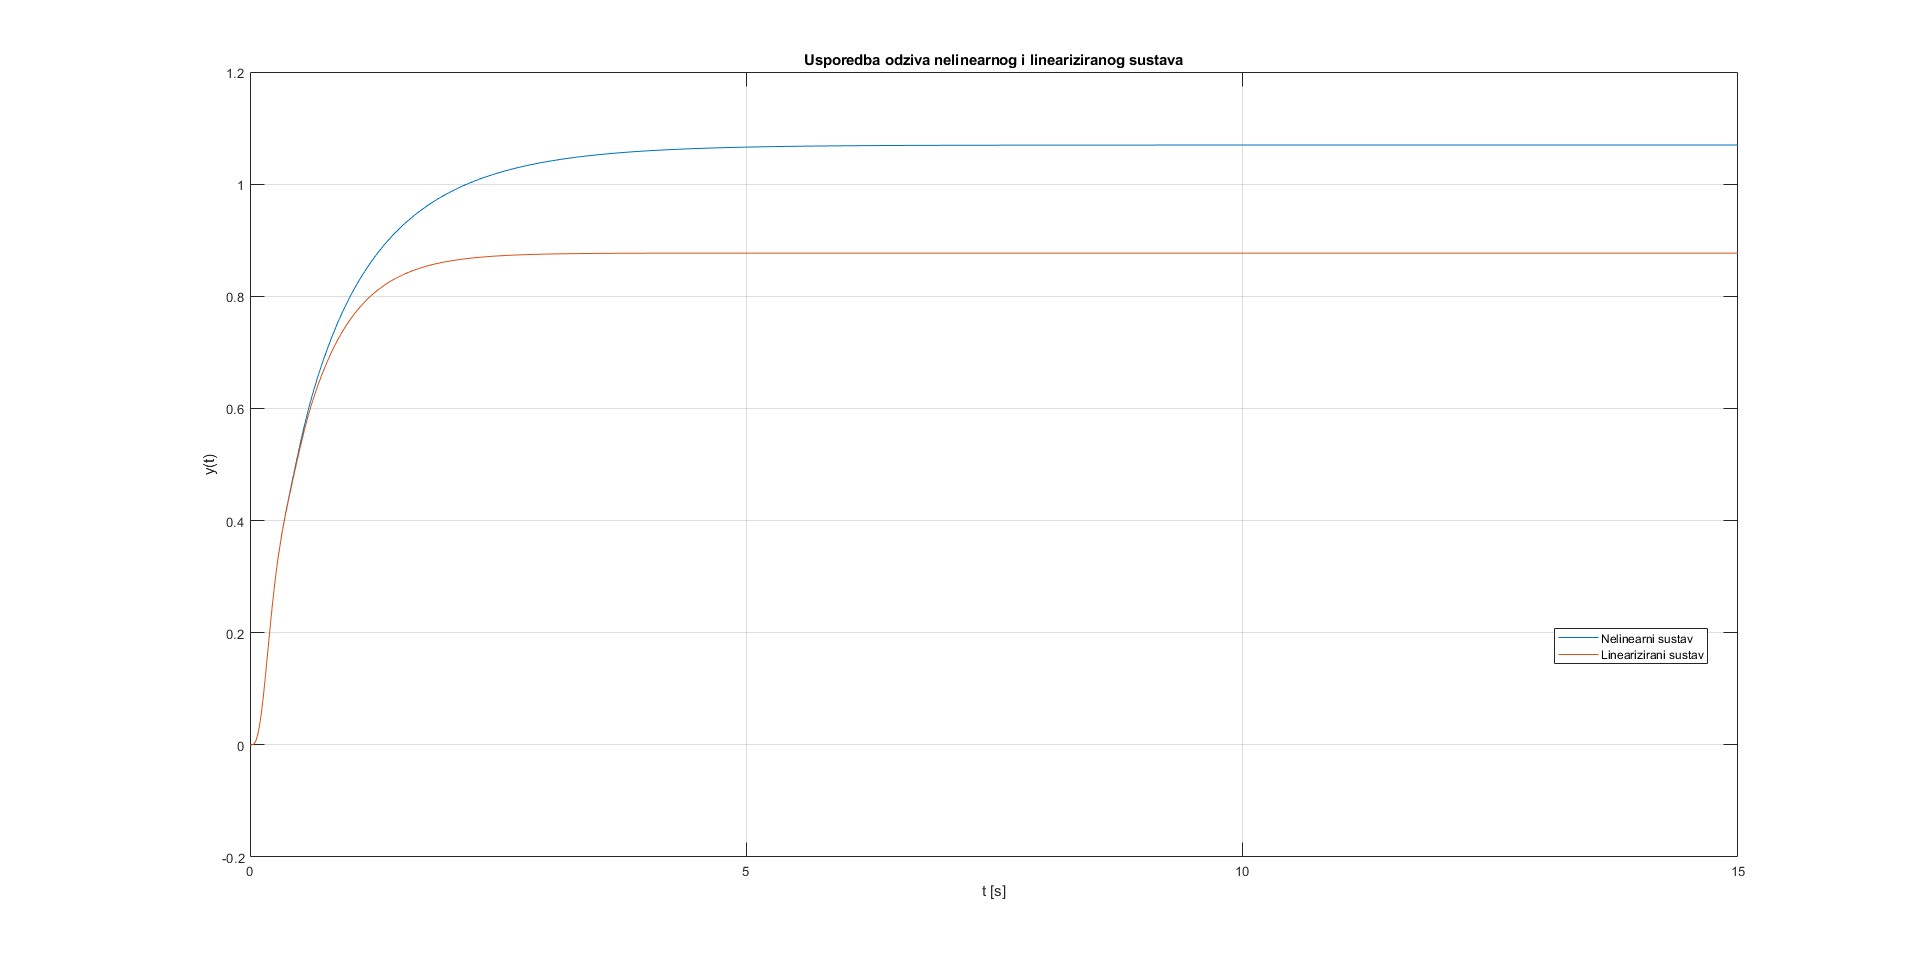 Usporedba odziva nelinearnog i lineariziranog sustava
1.2
1
0.8
0.6
0.4
0.2
0
-0.2
y(t)
0 5 10 15
t [s]
Nelinearni sustav
Linearizirani sustav